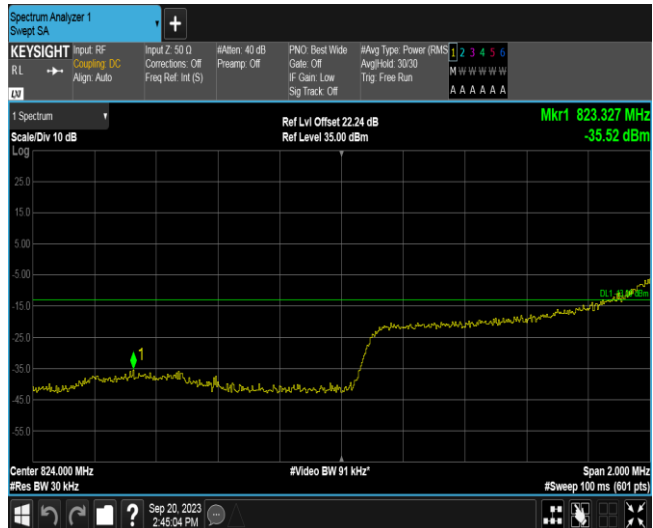 Spectrum Analyzer 1
Swept SA
+
KEYSIGHT
RL
LXI
Input: RF
Coupling: DC
Align: Auto
Input Z: 50 Ω
Corrections: Off
Freq Ref: Int (S)
#Atten: 40 dB
Preamp: Off
PNO: Best Wide
Gate: Off
IF Gain: Low
Sig Track: Off
#Avg Type: Power (RMS
Avg|Hold: 30/30
Trig: Free Run
1 2 3 4 5 6
M W W W W W
A A A A A A
1 Spectrum
Scale/Div 10 dB
Log
Ref Lvl Offset 22.24 dB
Ref Level 35.00 dBm
Mkr1 823.327 MHz
-35.52 dBm
25.0
15.0
5.00
-5.00
-15.0
-25.0
-35.0
-45.0
-55.0
1
Center 824.000 MHz
#Res BW 30 kHz
#Video BW 91 kHz*
Span 2.000 MHz
#Sweep 100 ms (601 pts)
?
Sep 20, 2023
2:45:04 PM